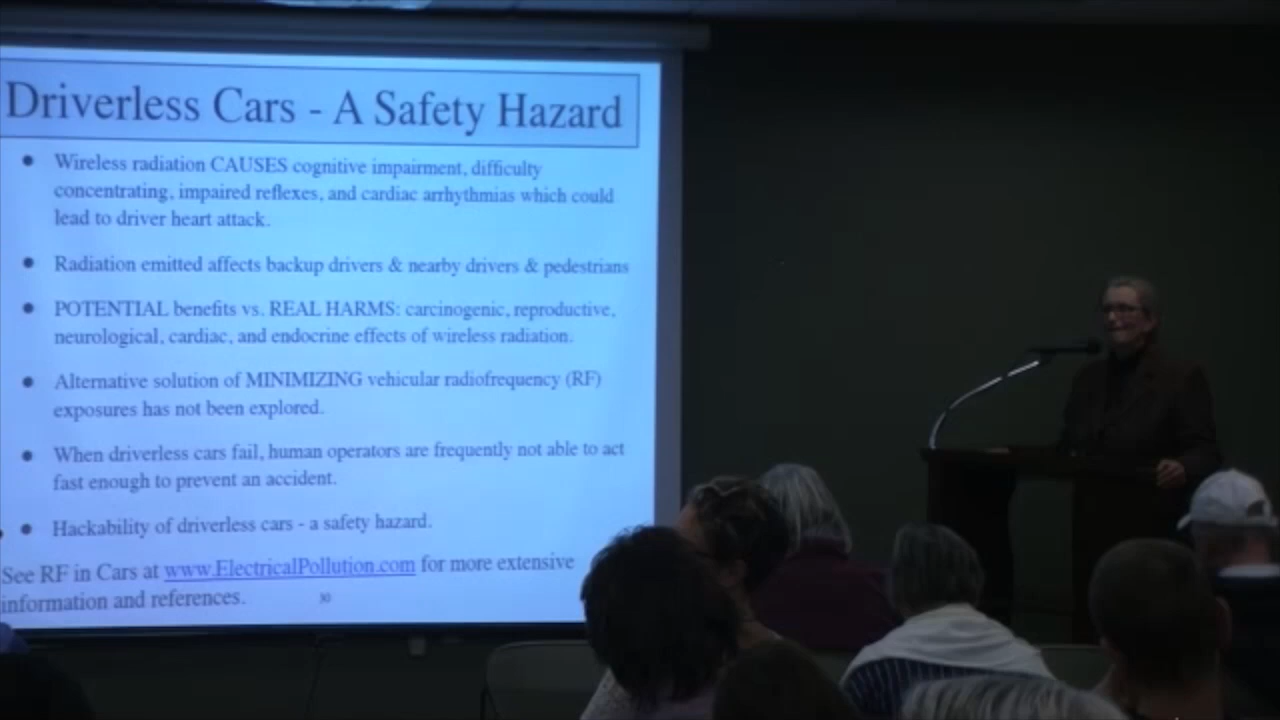 Driverless Cars - A Safety Hazard
• Wireless radiation CAUSES cognitive impairment, difficulty
concentrating, impaired reflexes, and cardiac arrhythmias which could
lead to driver heart attack.
• Radiation emitted affects backup drivers & nearby drivers & pedestrians
• POTENTIAL benefits vs. REAL HARMS: carcinogenic, reproductive,
neurological, cardiac, and endocrine effects of wireless radiation.
• Alternative solution of MINIMIZING vehicular radiofrequency (RF)
exposures has not been explored.
• When driverless cars fail, human operators are frequently not able to act
fast enough to prevent an accident.
• Hackability of driverless cars - a safety hazard.
See RF in Cars at www.ElectricalPollution.com for more extensive
information and references.
30